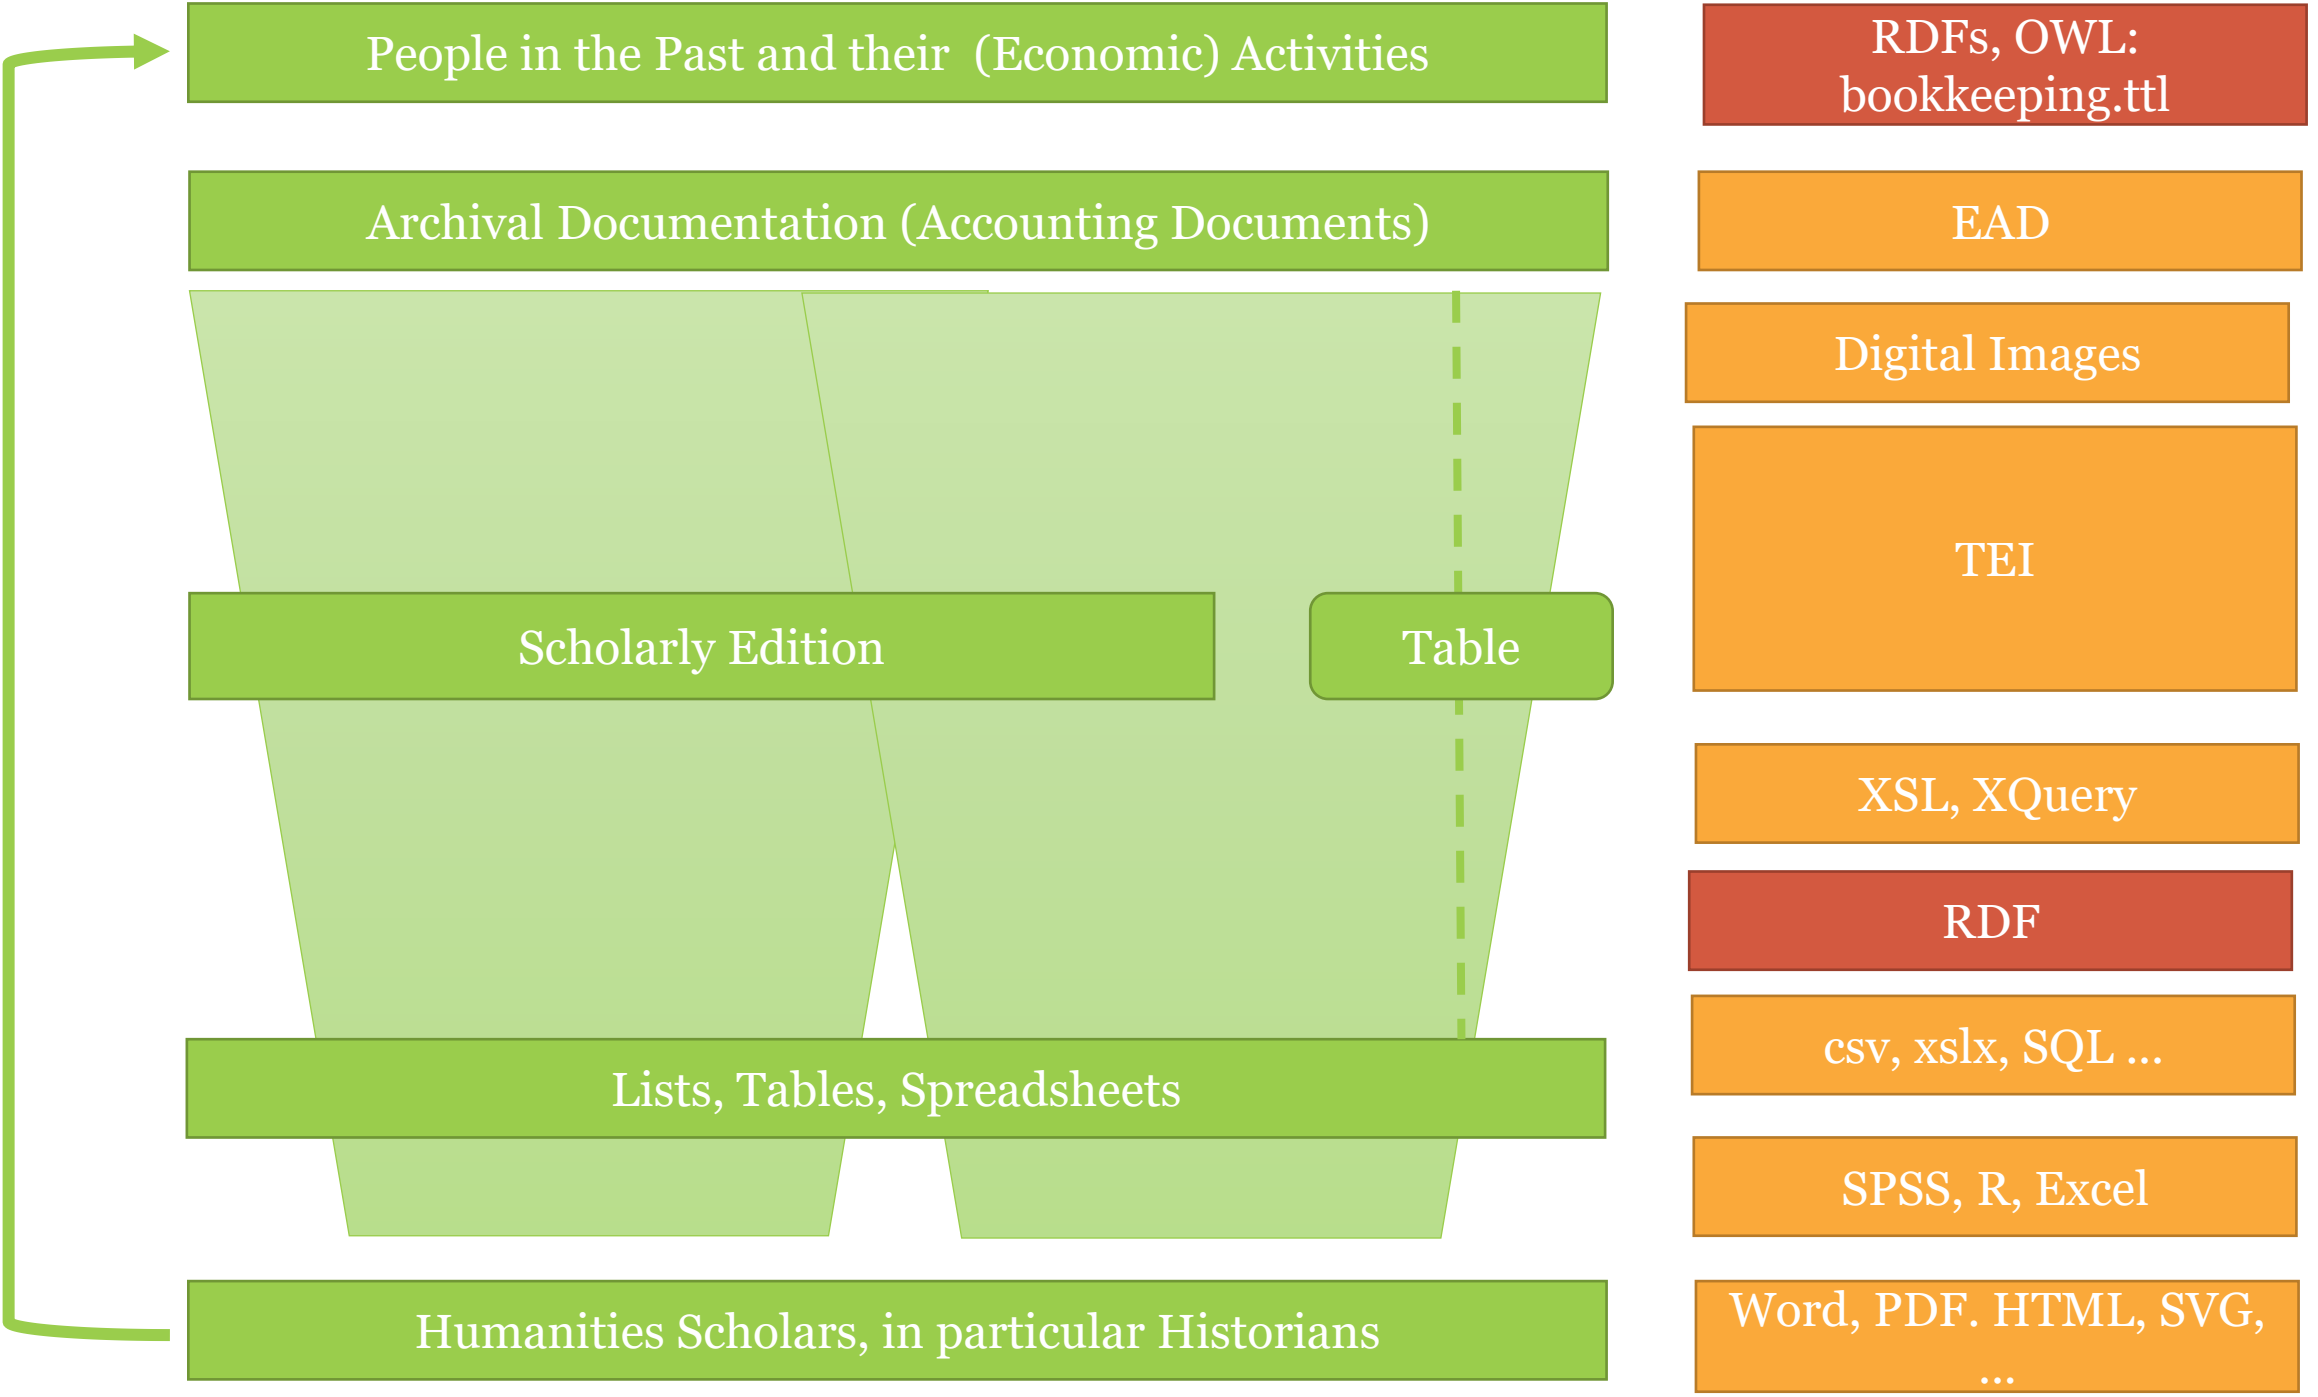 People in the Past and their  (Economic) Activities
RDFs, OWL:
bookkeeping.ttl
Archival Documentation (Accounting Documents)
EAD
Digital Images
TEI
Scholarly Edition
Table
XSL, XQuery
RDF
csv, xslx, SQL ...
Lists, Tables, Spreadsheets
SPSS, R, Excel
Humanities Scholars, in particular Historians
Word, PDF. HTML, SVG,
...